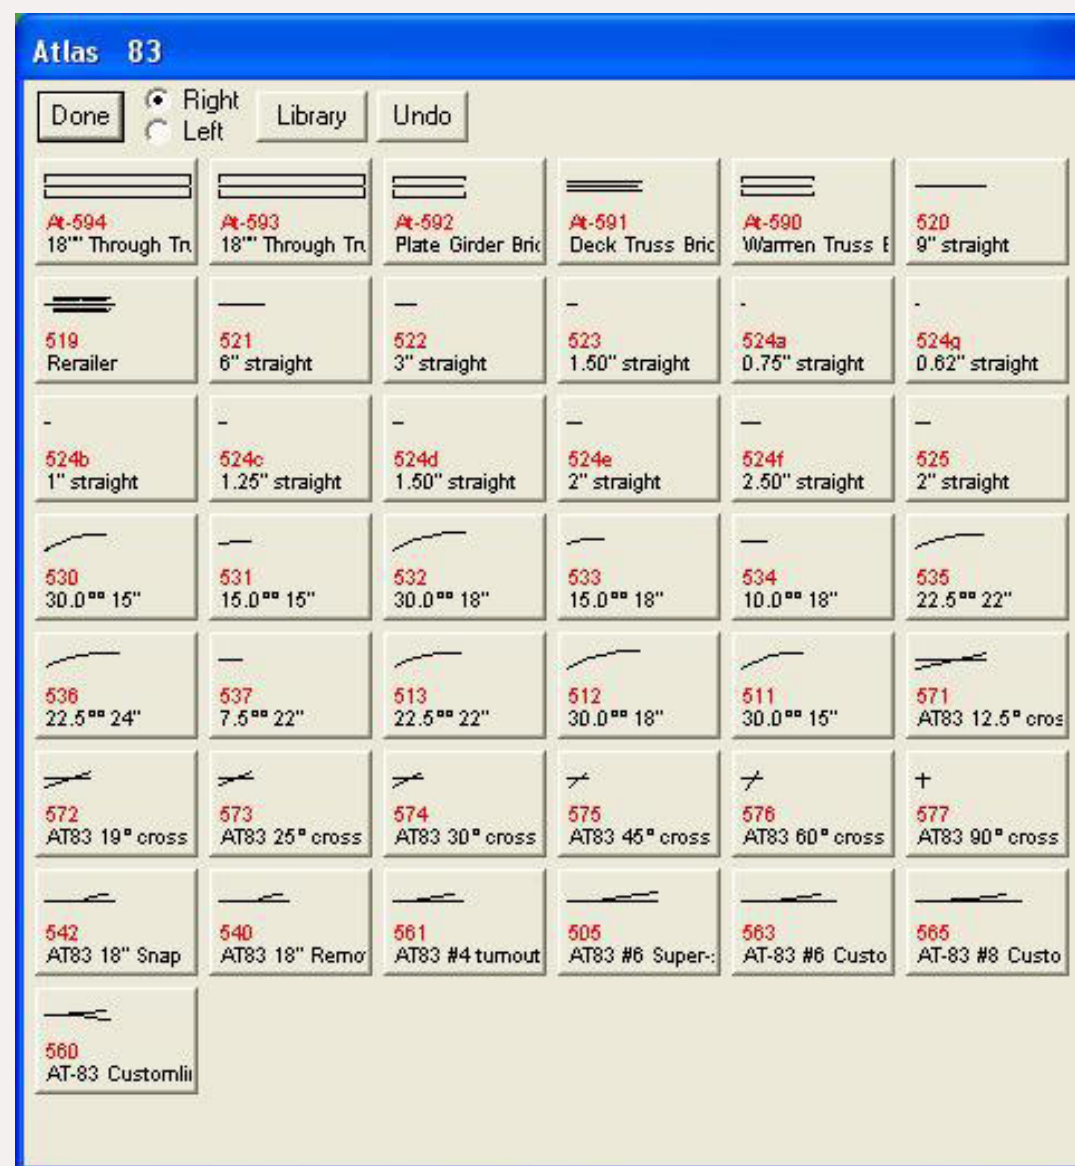 Atlas 83
Done
Right
Left
Library
Undo
At-594
18"" Through Tru
At-593
18"" Through Tru
At-592
Plate Girder Bric
At-591
Deck Truss Bric
At-590
Warrren Truss B
520
9" straight
519
Rerailer
521
6" straight
522
3" straight
523
1.50" straight
524a
0.75" straight
524g
0.62" straight
524b
1" straight
524c
1.25" straight
524d
1.50" straight
524e
2" straight
524f
2.50" straight
525
2" straight
530
30.0°° 15"
531
15.0°° 15"
532
30.0°° 18"
533
15.0°° 18"
534
10.0°° 18"
535
22.5°° 22"
536
22.5°° 24"
537
7.5°° 22"
513
22.5°° 22"
512
30.0°° 18"
511
30.0°° 15"
571
AT83 12.5° cros
572
AT83 19° cross
573
AT83 25° cross
574
AT83 30° cross
575
AT83 45° cross
576
AT83 60° cross
577
AT83 90° cross
542
AT83 18" Snap
540
AT83 18" Remo
561
AT83 #4 turnout
505
AT83 #6 Super-
563
AT-83 #6 Custo
565
AT-83 #8 Custo
560
AT-83 Customli